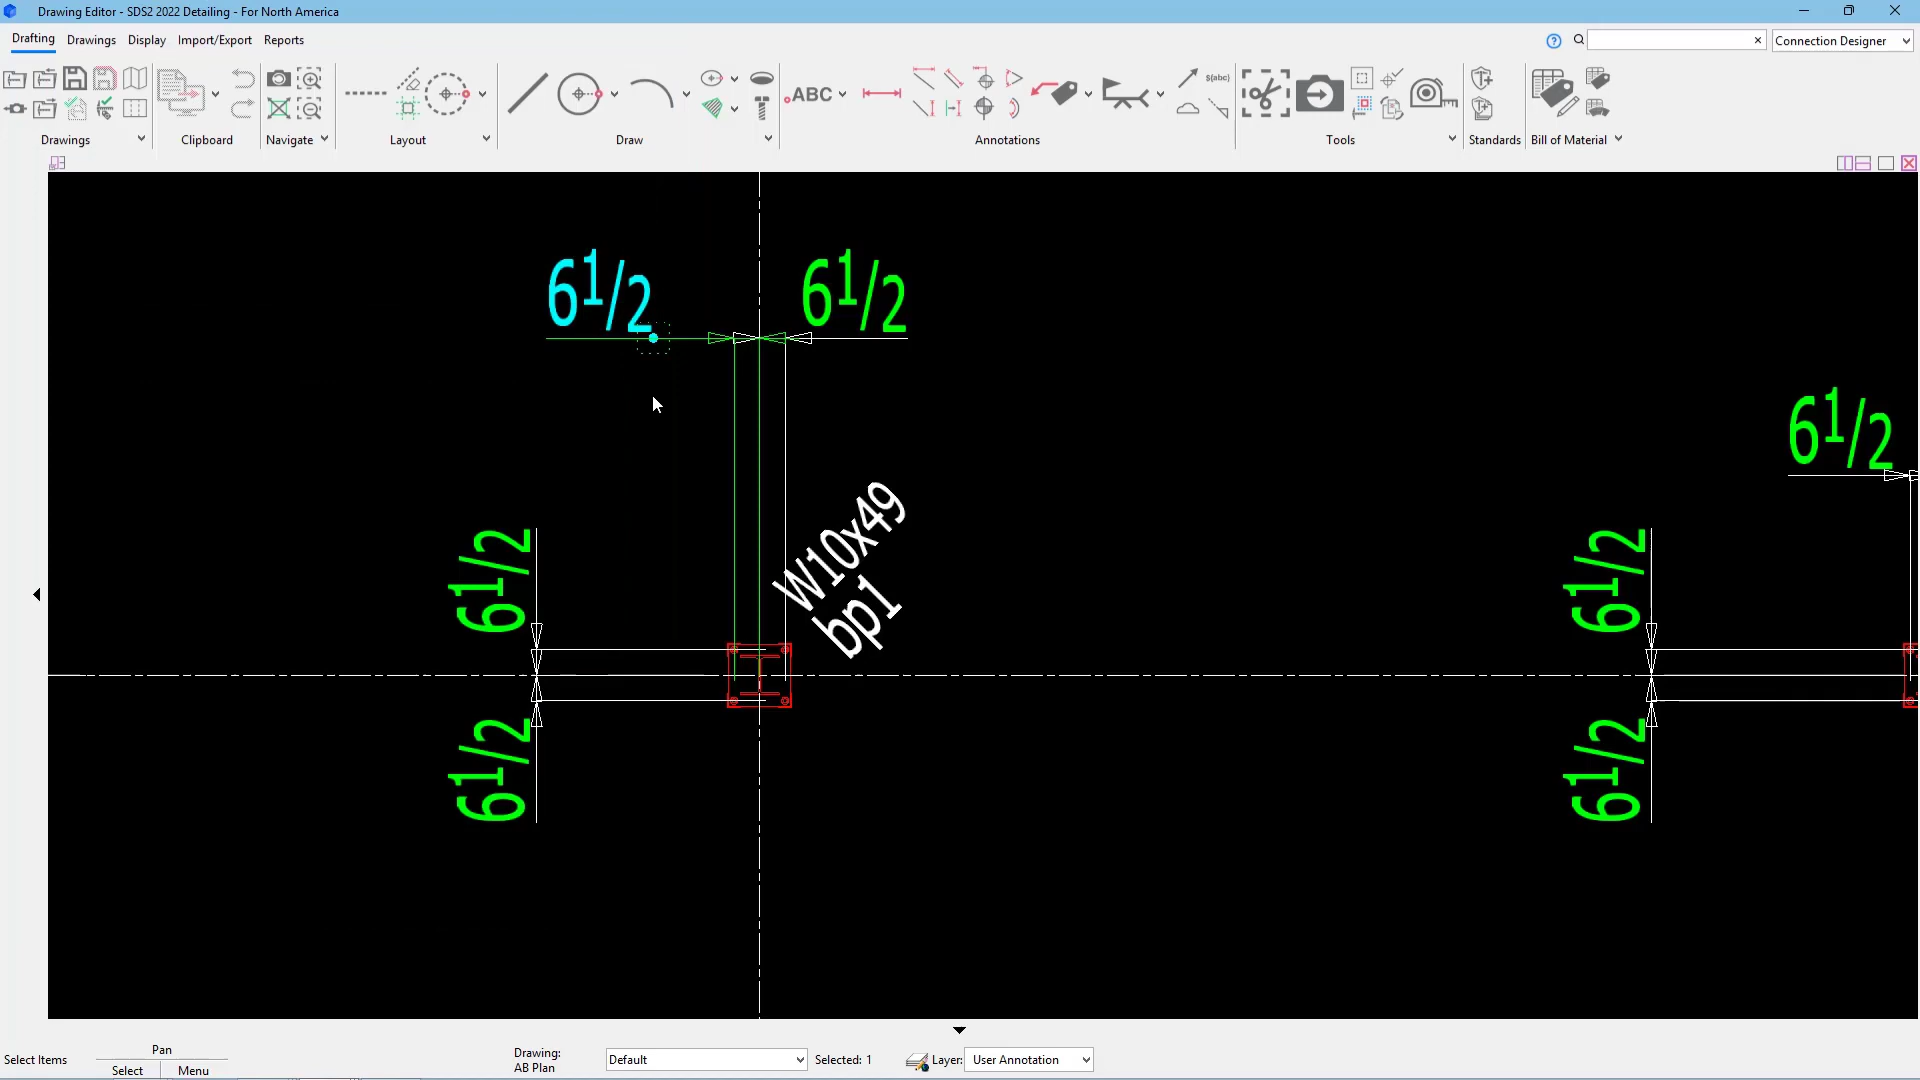 Drawing Editor - SDS2 2022 Detailing - For North America
Drafting Drawings Display Import/Export Reports
Connection Designer
ABC
$(abc)
Drawings Clipboard Navigate Layout Draw Annotations Tools Standards Bill of Material
6 1/2 6 1/2
6 1/2
W10x49
bp1
6 1/2 6 1/2
6 1/2 6 1/2
Select Items
Pan
Select Menu
Drawing:
AB Plan
Default
Selected: 1
Layer: User Annotation